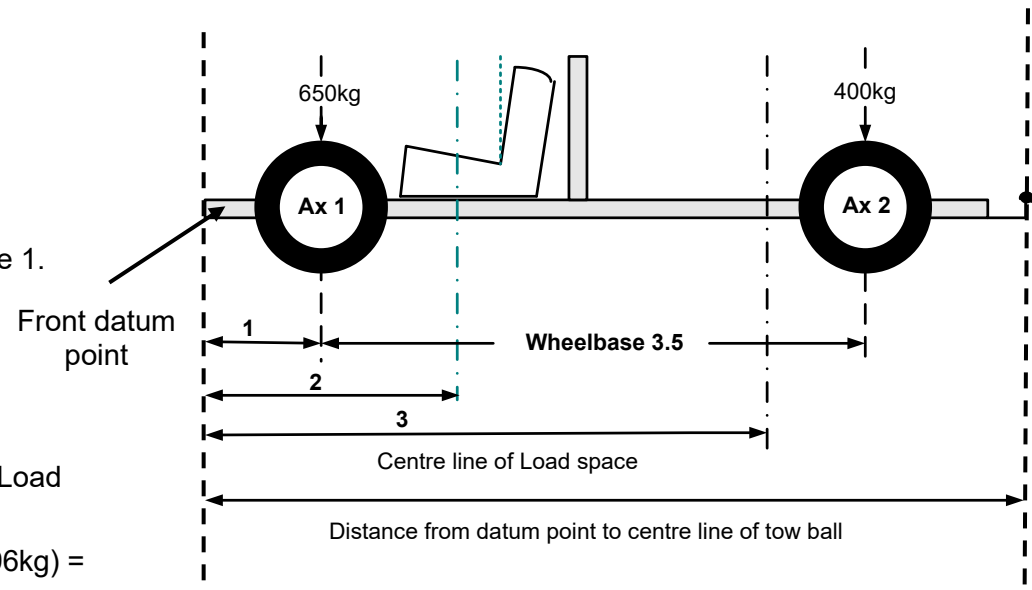 650kg
400kg
Ax 1
Ax 2
e 1.
Front datum
point
1
Wheelbase 3.5
2
3
Centre line of Load space
Load
Distance from datum point to centre line of tow ball
6kg) =